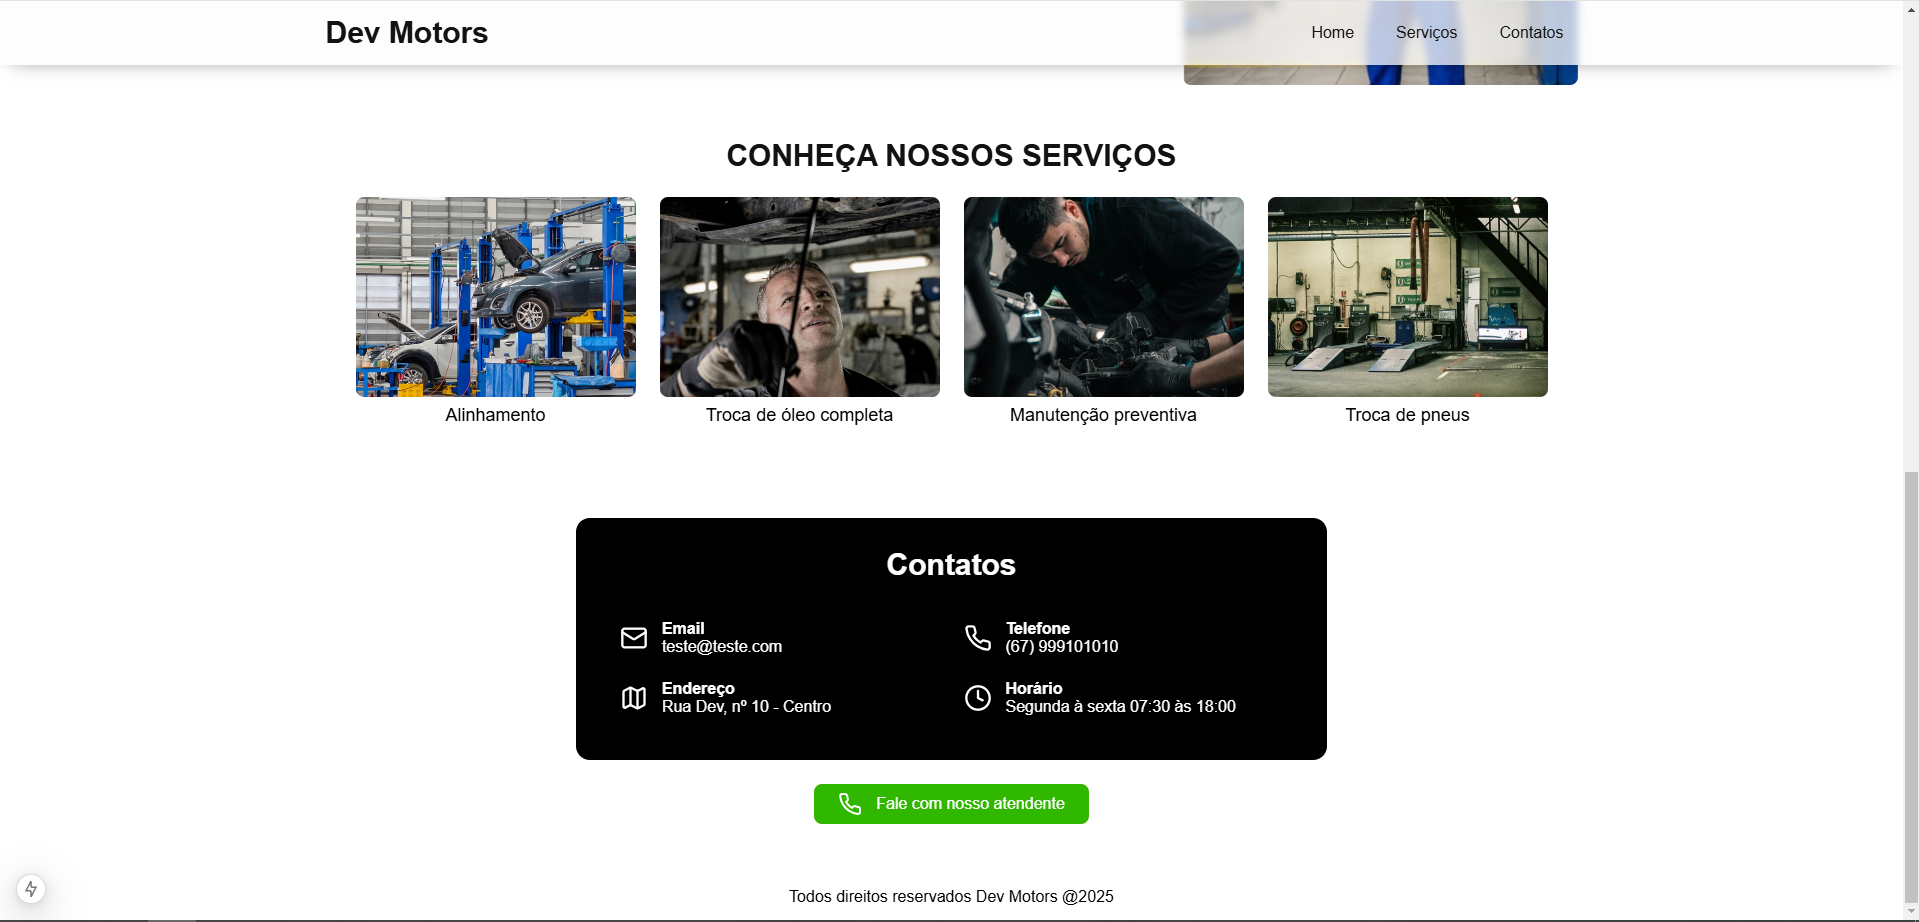 Dev Motors
Home Serviços Contatos
CONHEÇA NOSSOS SERVIÇOS
Alinhamento
Troca de óleo completa
Manutenção preventiva
Troca de pneus
Contatos
Email
teste@teste.com
Telefone
(67) 999101010
Endereço
Rua Dev, nº 10 - Centro
Horário
Segunda à sexta 07:30 às 18:00
Fale com nosso atendente
Todos direitos reservados Dev Motors @2025